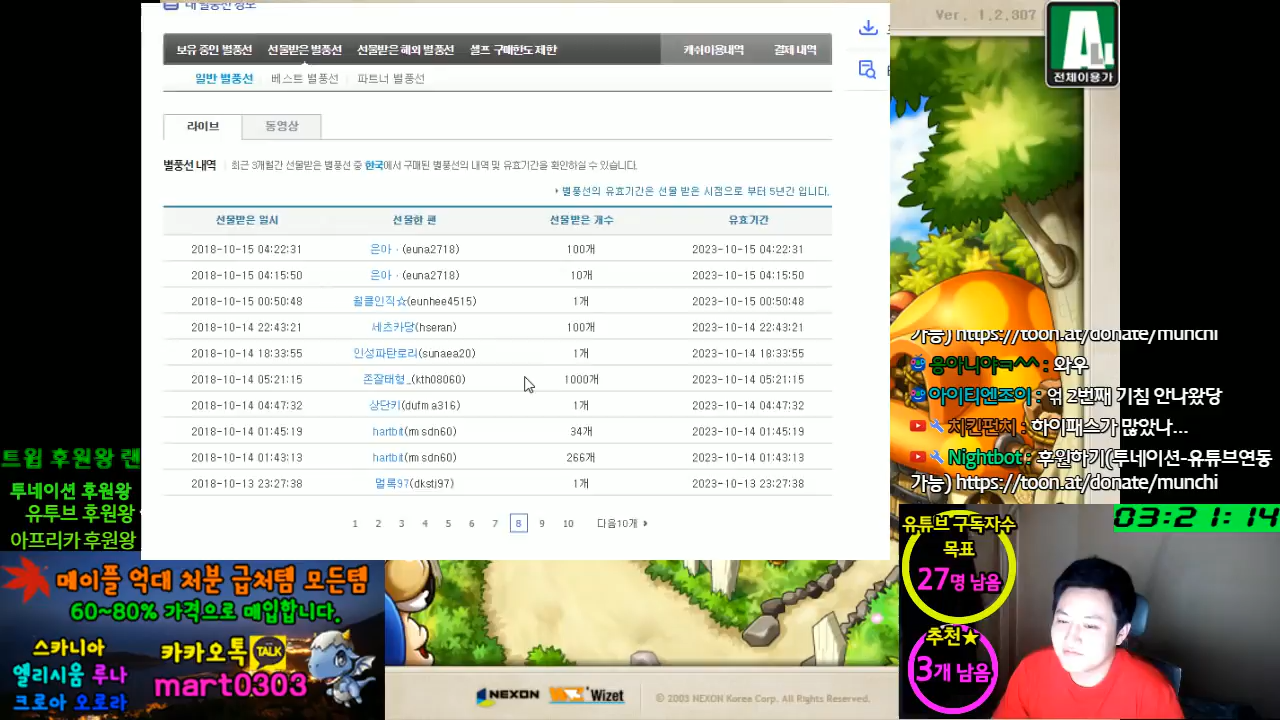 내 별풍선 정보
보유 중인 별풍선 선물받은 별풍선 선물받은 해외 별풍선 셀프 구매한도 제한 캐쉬이용내역 결제 내역
일반 별풍선 베스트 별풍선 파트너 별풍선
라이브 동영상
별풍선 내역 최근 3개월간 선물받은 별풍선 중 한국에서 구매된 별풍선의 내역 및 유효기간을 확인하실 수 있습니다.
별풍선의 유효기간은 선물 받은 시점으로 부터 5년간 입니다.
선물받은 일시 선물한 팬 선물받은 개수 유효기간
2018-10-15 04:22:31 은아 · (euna2718) 100개 2023-10-15 04:22:31
2018-10-15 04:15:50 은아 · (euna2718) 10개 2023-10-15 04:15:50
2018-10-15 00:50:48 윌클인직☆(eunhee4515) 1개 2023-10-15 00:50:48
2018-10-14 22:43:21 세츠카당(hseran) 100개 2023-10-14 22:43:21
2018-10-14 18:33:55 인성파탄로리(sunaea20) 1개 2023-10-14 18:33:55
2018-10-14 05:21:15 존잘태형_(kth08060) 1000개 2023-10-14 05:21:15
2018-10-14 04:47:32 상단키(dufma316) 1개 2023-10-14 04:47:32
2018-10-14 01:45:19 hartbit(msdn60) 34개 2023-10-14 01:45:19
2018-10-14 01:43:13 hartbit(msdn60) 266개 2023-10-14 01:43:13
2018-10-13 23:27:38 멀록97(dkstj97) 1개 2023-10-13 23:27:38
1 2 3 4 5 6 7 8 9 10 다음10개
Ver. 1.2.307
ALL
전체이용가
가능) https://toon.at/donate/munchi
응아니야ㅋ^^ : 와우
아이티엔조이 : 얶 2번째 기침 안나왔당
치킨펀치 : 하이패스가 많았나...
Nightbot : 후원하기(투네이션-유튜브연동
가능) https://toon.at/donate/munchi
트윕 후원왕 랜
투네이션 후원왕
유투브 후원왕
아프리카 후원왕
메이플 억대 처분 급처템 모든템
60~80% 가격으로 매입합니다.
스카니아
엘리시움 루나
크로아 오로라
카카오톡 TALK
mart0303
NEXON Wizet © 2003 NEXON Korea Corp. All Rights Reserved.
03:21:14
유튜브 구독자수
목표
27명 남음
추천★
3개 남음